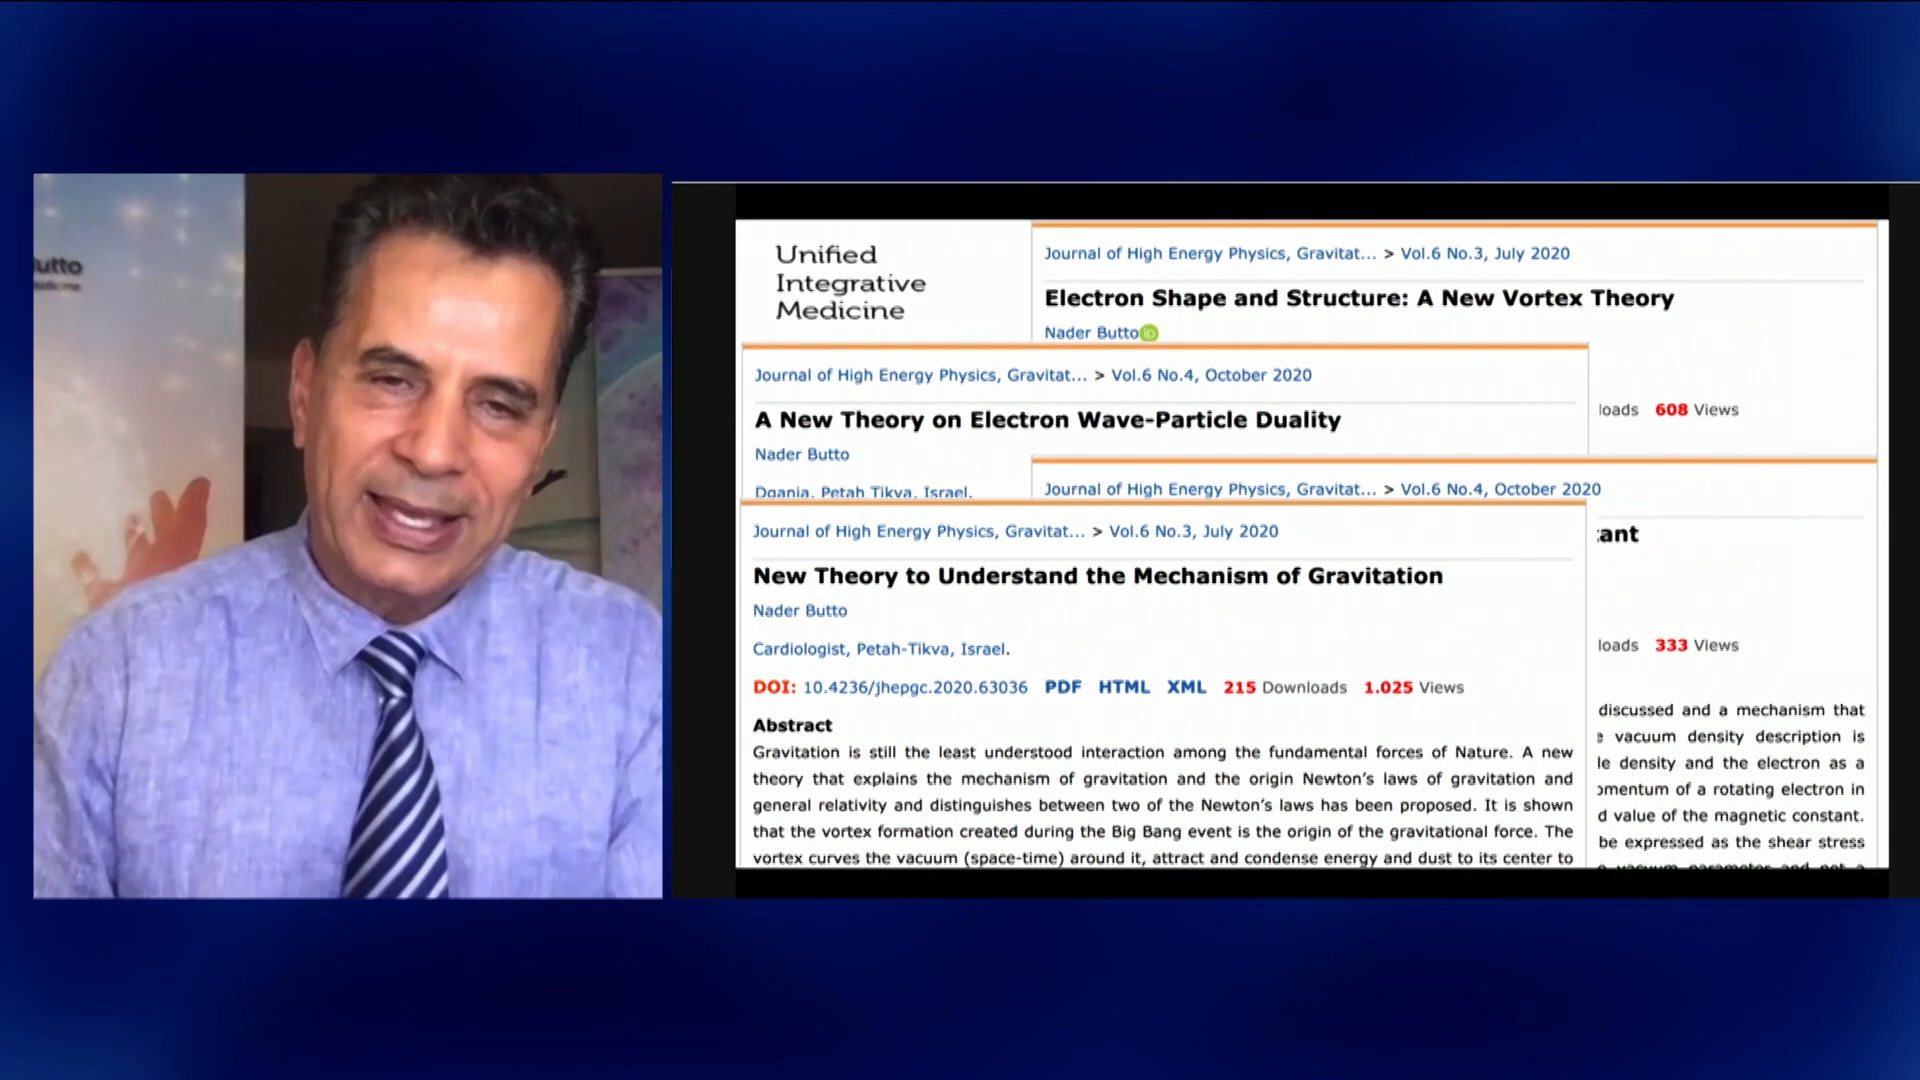 utto
Unified
Integrative
Medicine
Journal of High Energy Physics, Gravitat... > Vol.6 No.3, July 2020
Electron Shape and Structure: A New Vortex Theory
Nader Butto
loads 608 Views
Journal of High Energy Physics, Gravitat... > Vol.6 No.4, October 2020
A New Theory on Electron Wave-Particle Duality
Nader Butto
Dgania, Petah Tikva, Israel.
Journal of High Energy Physics, Gravitat... > Vol.6 No.4, October 2020
tant
loads 333 Views
discussed and a mechanism that
e vacuum density description is
le density and the electron as a
omentum of a rotating electron in
d value of the magnetic constant.
be expressed as the shear stress
vacuum parameter and not a
Journal of High Energy Physics, Gravitat... > Vol.6 No.3, July 2020
New Theory to Understand the Mechanism of Gravitation
Nader Butto
Cardiologist, Petah-Tikva, Israel.
DOI: 10.4236/jhepgc.2020.63036 PDF HTML XML 215 Downloads 1.025 Views
Abstract
Gravitation is still the least understood interaction among the fundamental forces of Nature. A new
theory that explains the mechanism of gravitation and the origin Newton's laws of gravitation and
general relativity and distinguishes between two of the Newton's laws has been proposed. It is shown
that the vortex formation created during the Big Bang event is the origin of the gravitational force. The
vortex curves the vacuum (space-time) around it, attract and condense energy and dust to its center to